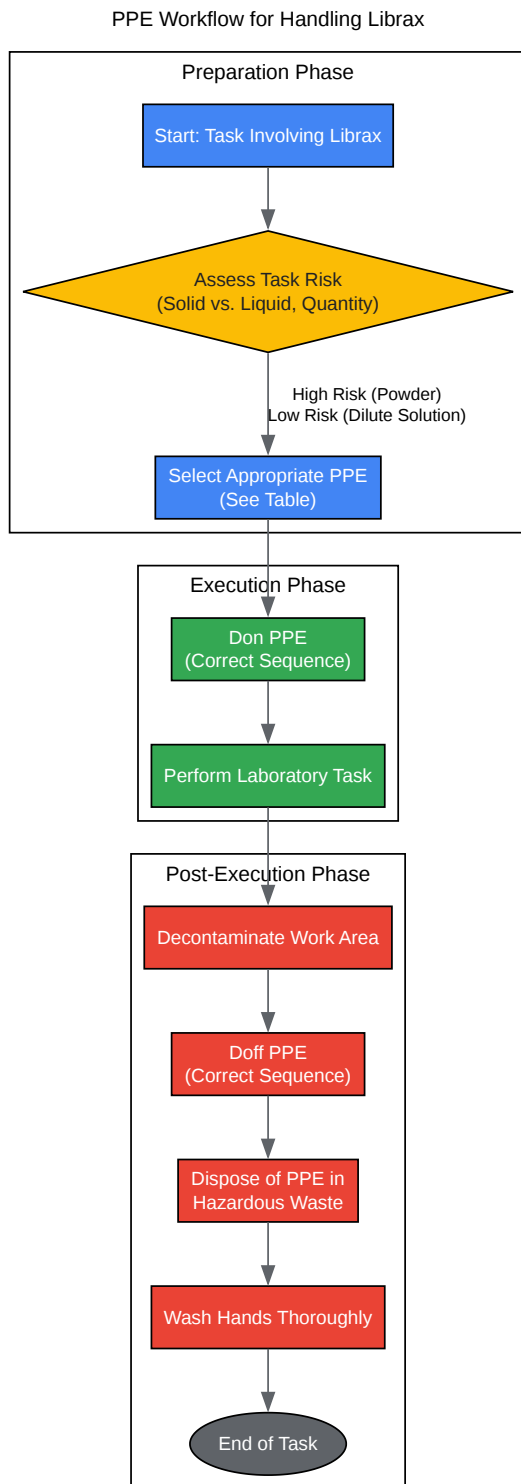 PPE Workflow for Handling Librax
Preparation Phase
Start: Task Involving Librax
Assess Task Risk
(Solid vs. Liquid, Quantity)
High Risk (Powder)
Low Risk (Dilute Solution)
Select Appropriate PPE
(See Table)
Execution Phase
Don PPE
(Correct Sequence)
Perform Laboratory Task
Post-Execution Phase
Decontaminate Work Area
Doff PPE
(Correct Sequence)
Dispose of PPE in
Hazardous Waste
Wash Hands Thoroughly
End of Task